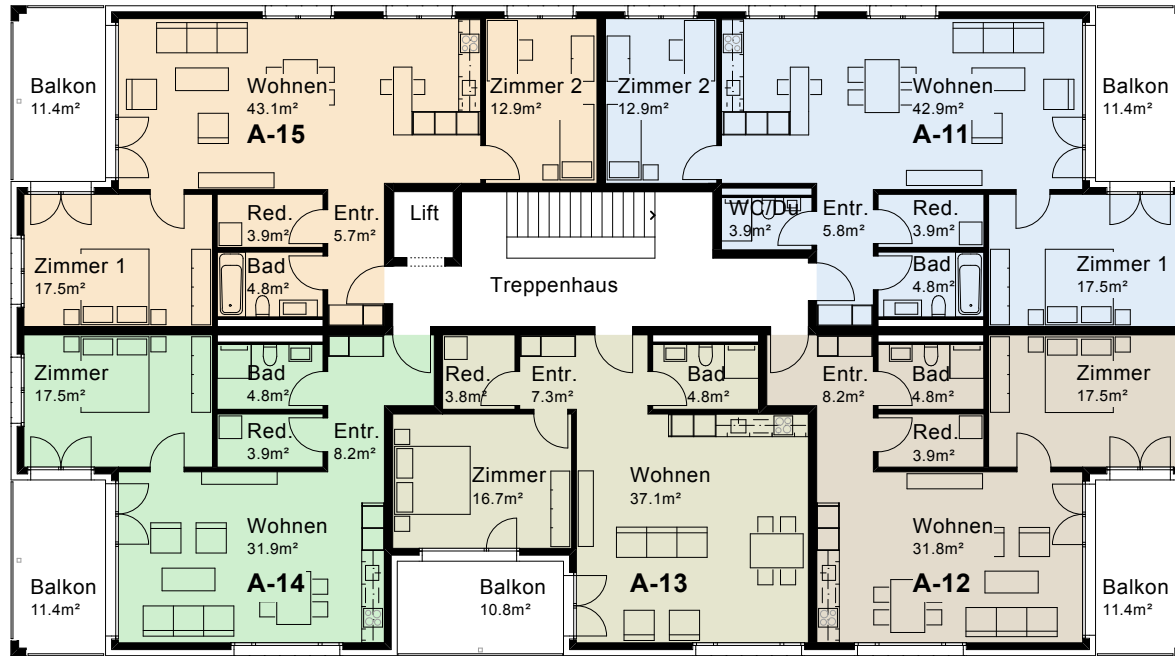 Balkon
11.4m²
Wohnen
43.1m²
A-15
Zimmer 2
12.9m²
Zimmer 2
12.9m²
Wohnen
42.9m²
A-11
Balkon
11.4m²
Red.
3.9m²
Entr.
5.7m²
Lift
WC/Du
3.9m²
Entr.
5.8m²
Red.
3.9m²
Zimmer 1
17.5m²
Bad
4.8m²
Treppenhaus
Bad
4.8m²
Zimmer 1
17.5m²
Zimmer
17.5m²
Bad
4.8m²
Red.
3.8m²
Entr.
7.3m²
Bad
4.8m²
Entr.
8.2m²
Bad
4.8m²
Zimmer
17.5m²
Red.
3.9m²
Entr.
8.2m²
Red.
3.9m²
Zimmer
16.7m²
Wohnen
37.1m²
Wohnen
31.9m²
A-14
Wohnen
31.8m²
A-12
Balkon
11.4m²
Balkon
10.8m²
A-13
Balkon
11.4m²